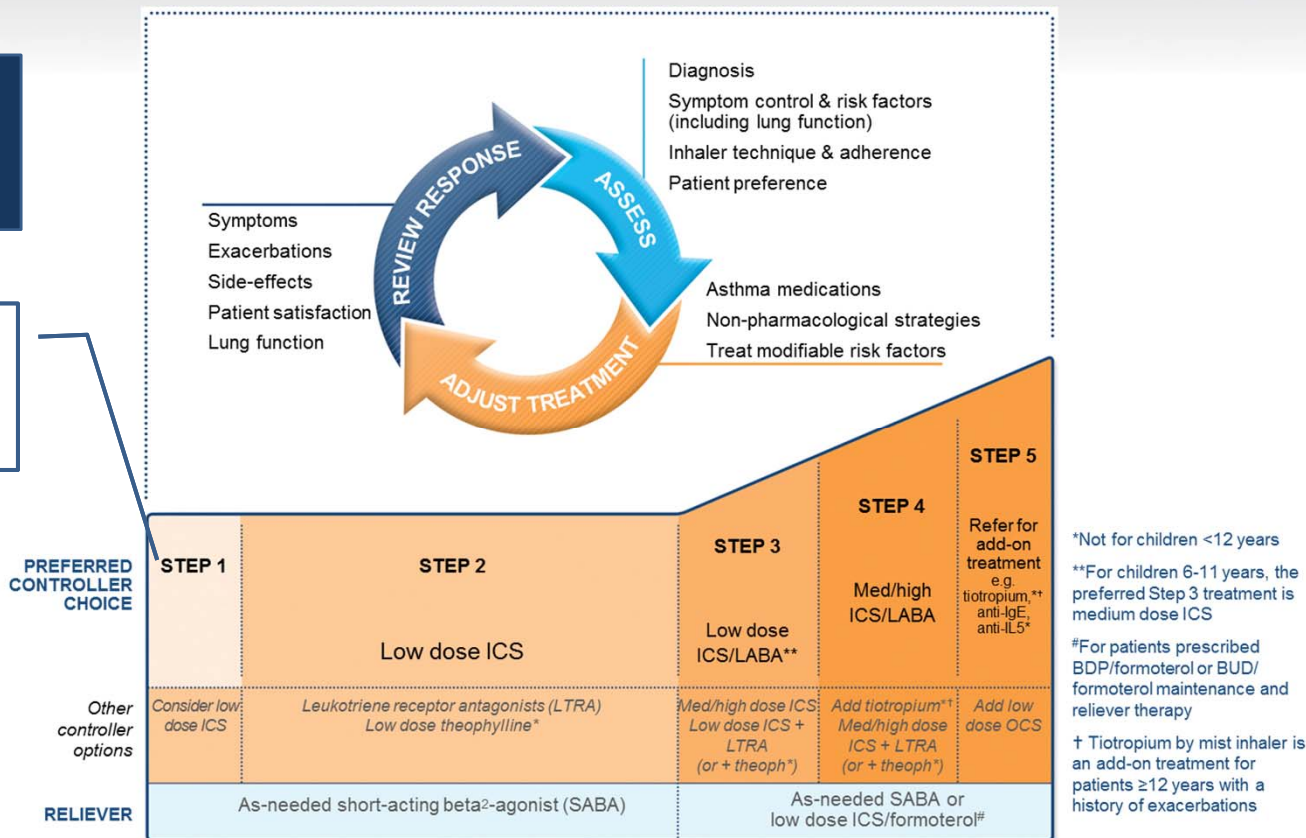 Diagnosis
Symptom control & risk factors
(including lung function)
Inhaler technique & adherence
Patient preference
REVIEW RESPONSE
ASSESS
ADJUST TREATMENT
Symptoms
Exacerbations
Side-effects
Patient satisfaction
Lung function
Asthma medications
Non-pharmacological strategies
Treat modifiable risk factors
PREFERRED
CONTROLLER
CHOICE
STEP 1
STEP 2
Low dose ICS
STEP 3
Low dose
ICS/LABA**
STEP 4
Med/high
ICS/LABA
STEP 5
Refer for
add-on
treatment
e.g.
tiotropium,*†
anti-IgE,
anti-IL5*
Other
controller
options
Consider low
dose ICS
Leukotriene receptor antagonists (LTRA)
Low dose theophylline*
Med/high dose ICS
Low dose ICS +
LTRA
(or + theoph*)
Add tiotropium*†
Med/high dose
ICS + LTRA
(or + theoph*)
Add low
dose OCS
RELIEVER
As-needed short-acting beta2-agonist (SABA)
As-needed SABA or
low dose ICS/formoterol#
*Not for children <12 years
**For children 6-11 years, the
preferred Step 3 treatment is
medium dose ICS
#For patients prescribed
BDP/formoterol or BUD/
formoterol maintenance and
reliever therapy
† Tiotropium by mist inhaler is
an add-on treatment for
patients ≥12 years with a
history of exacerbations